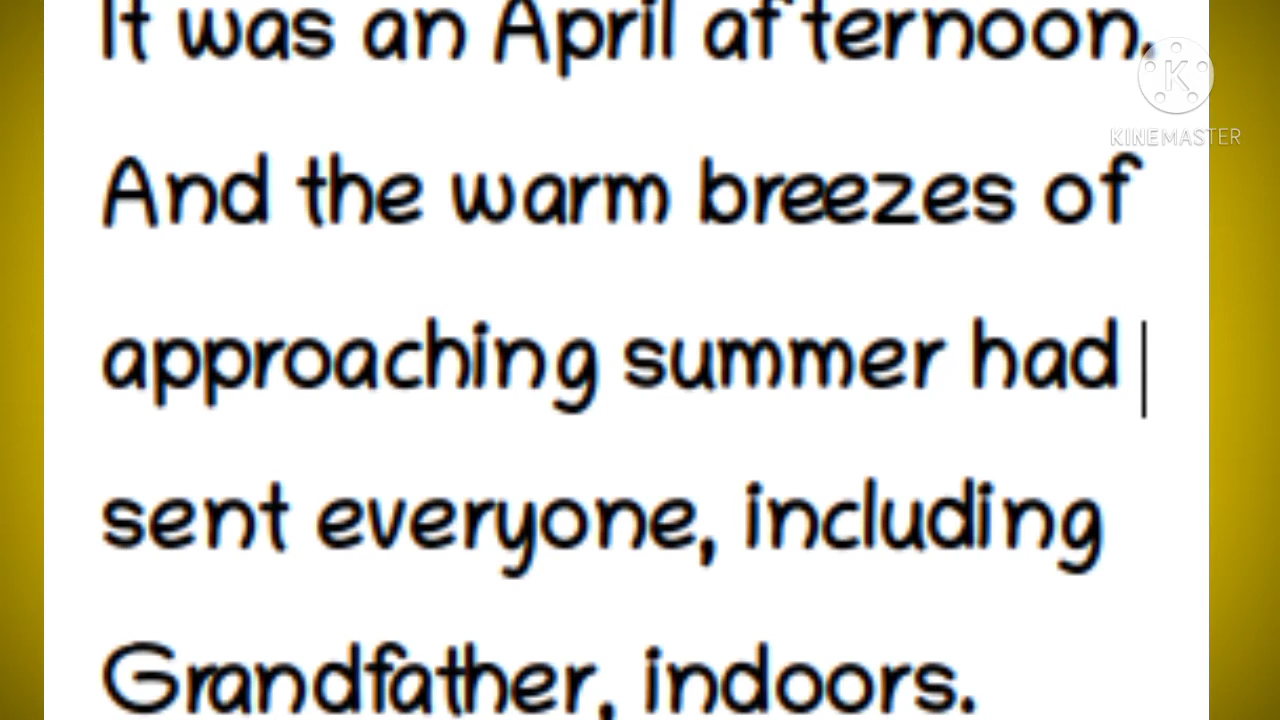 It was an April afternoon.
K
KINEMASTER
And the warm breezes of
approaching summer had
sent everyone, including
Grandfather, indoors.